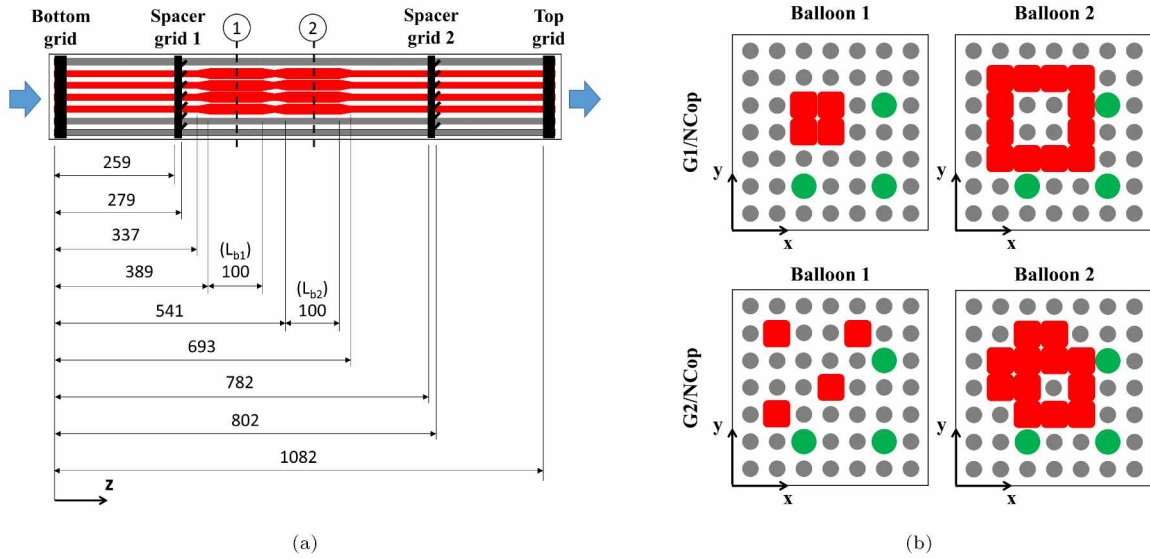 Bottom grid
Spacer grid 1
1
2
Spacer grid 2
Top grid
259
279
337
389
(Lb1)
100
541
(Lb2)
100
693
782
802
1082
z
(a)
Balloon 1
Balloon 2
G1/NCop
y
x
y
x
Balloon 1
Balloon 2
G2/NCop
y
x
y
x
(b)